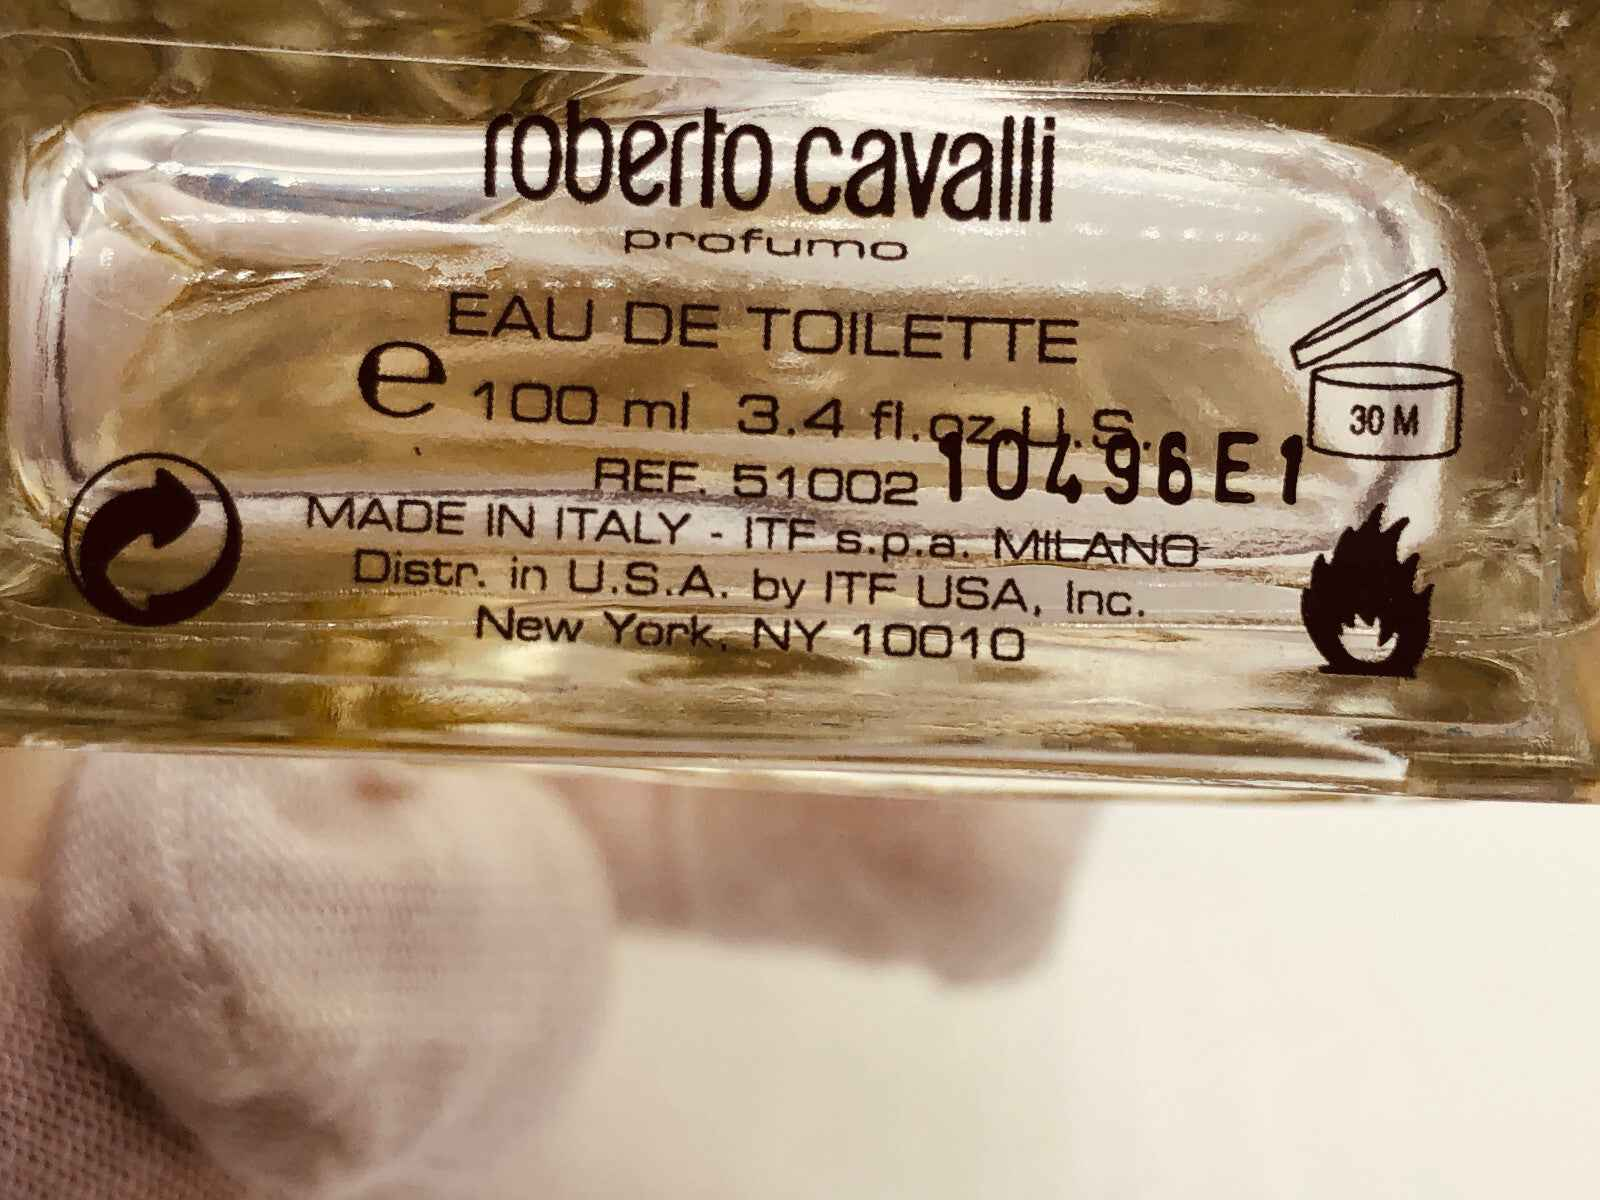 roberto cavalli
profumo
EAU DE TOILETTE
e 100 ml 3.4 fl.oz.U.S.
30 M
REF. 51002 10496E1
MADE IN ITALY - ITF s.p.a. MILANO
Distr. in U.S.A. by ITF USA, Inc.
New York, NY 10010